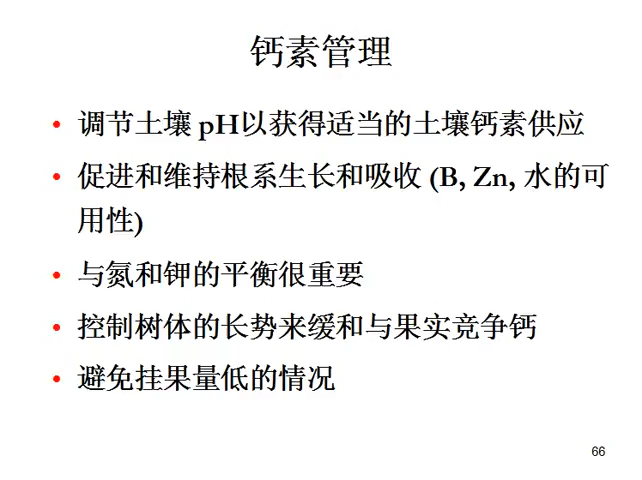 钙素管理
• 调节土壤 pH以获得适当的土壤钙素供应
• 促进和维持根系生长和吸收 (B, Zn, 水的可
用性)
• 与氮和钾的平衡很重要
• 控制树体的长势来缓和与果实竞争钙
• 避免挂果量低的情况
66